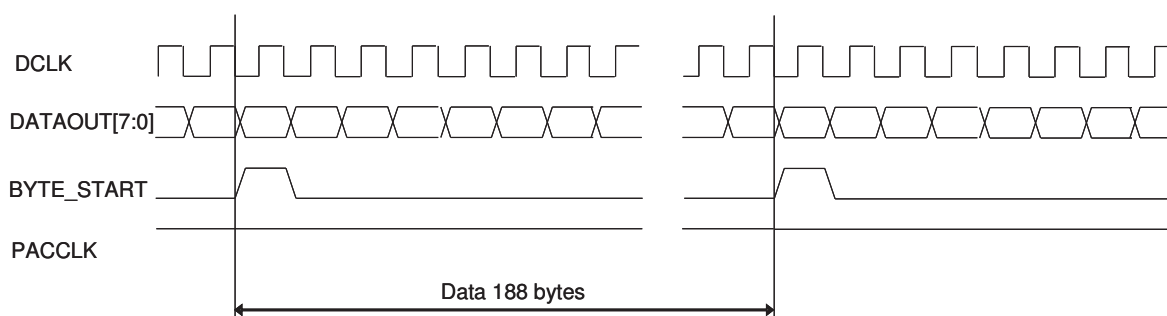 DCLK
DATAOUT[7:0]
BYTE_START
PACCLK
Data 188 bytes